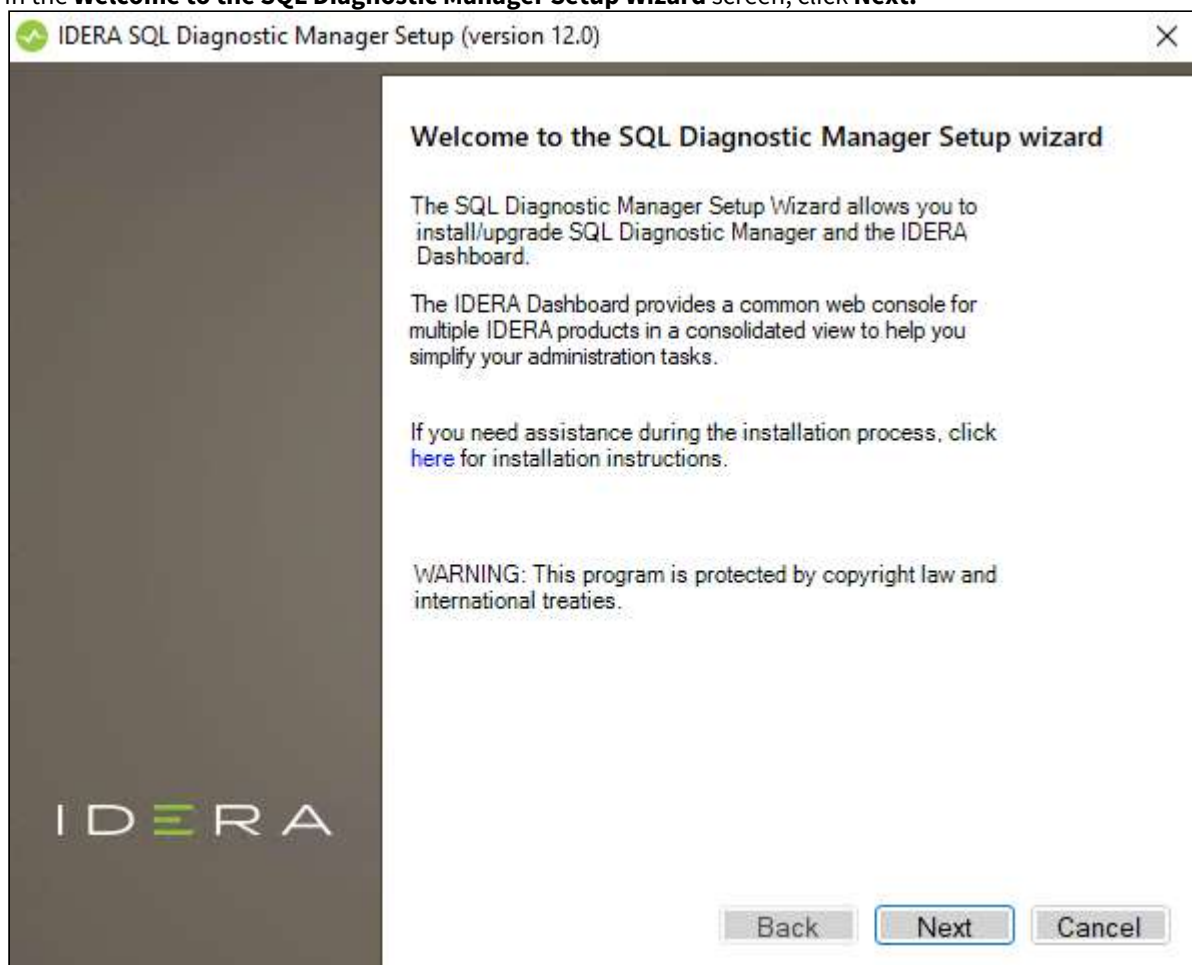 In the Welcome to the SQL Diagnostic Manager Setup Wizard screen, click Next.
IDERA SQL Diagnostic Manager Setup (version 12.0)
Welcome to the SQL Diagnostic Manager Setup wizard
The SQL Diagnostic Manager Setup Wizard allows you to
install/upgrade SQL Diagnostic Manager and the IDERA
Dashboard.
The IDERA Dashboard provides a common web console for
multiple IDERA products in a consolidated view to help you
simplify your administration tasks.
If you need assistance during the installation process, click
here for installation instructions.
WARNING: This program is protected by copyright law and
international treaties.
IDERA
Back Next Cancel